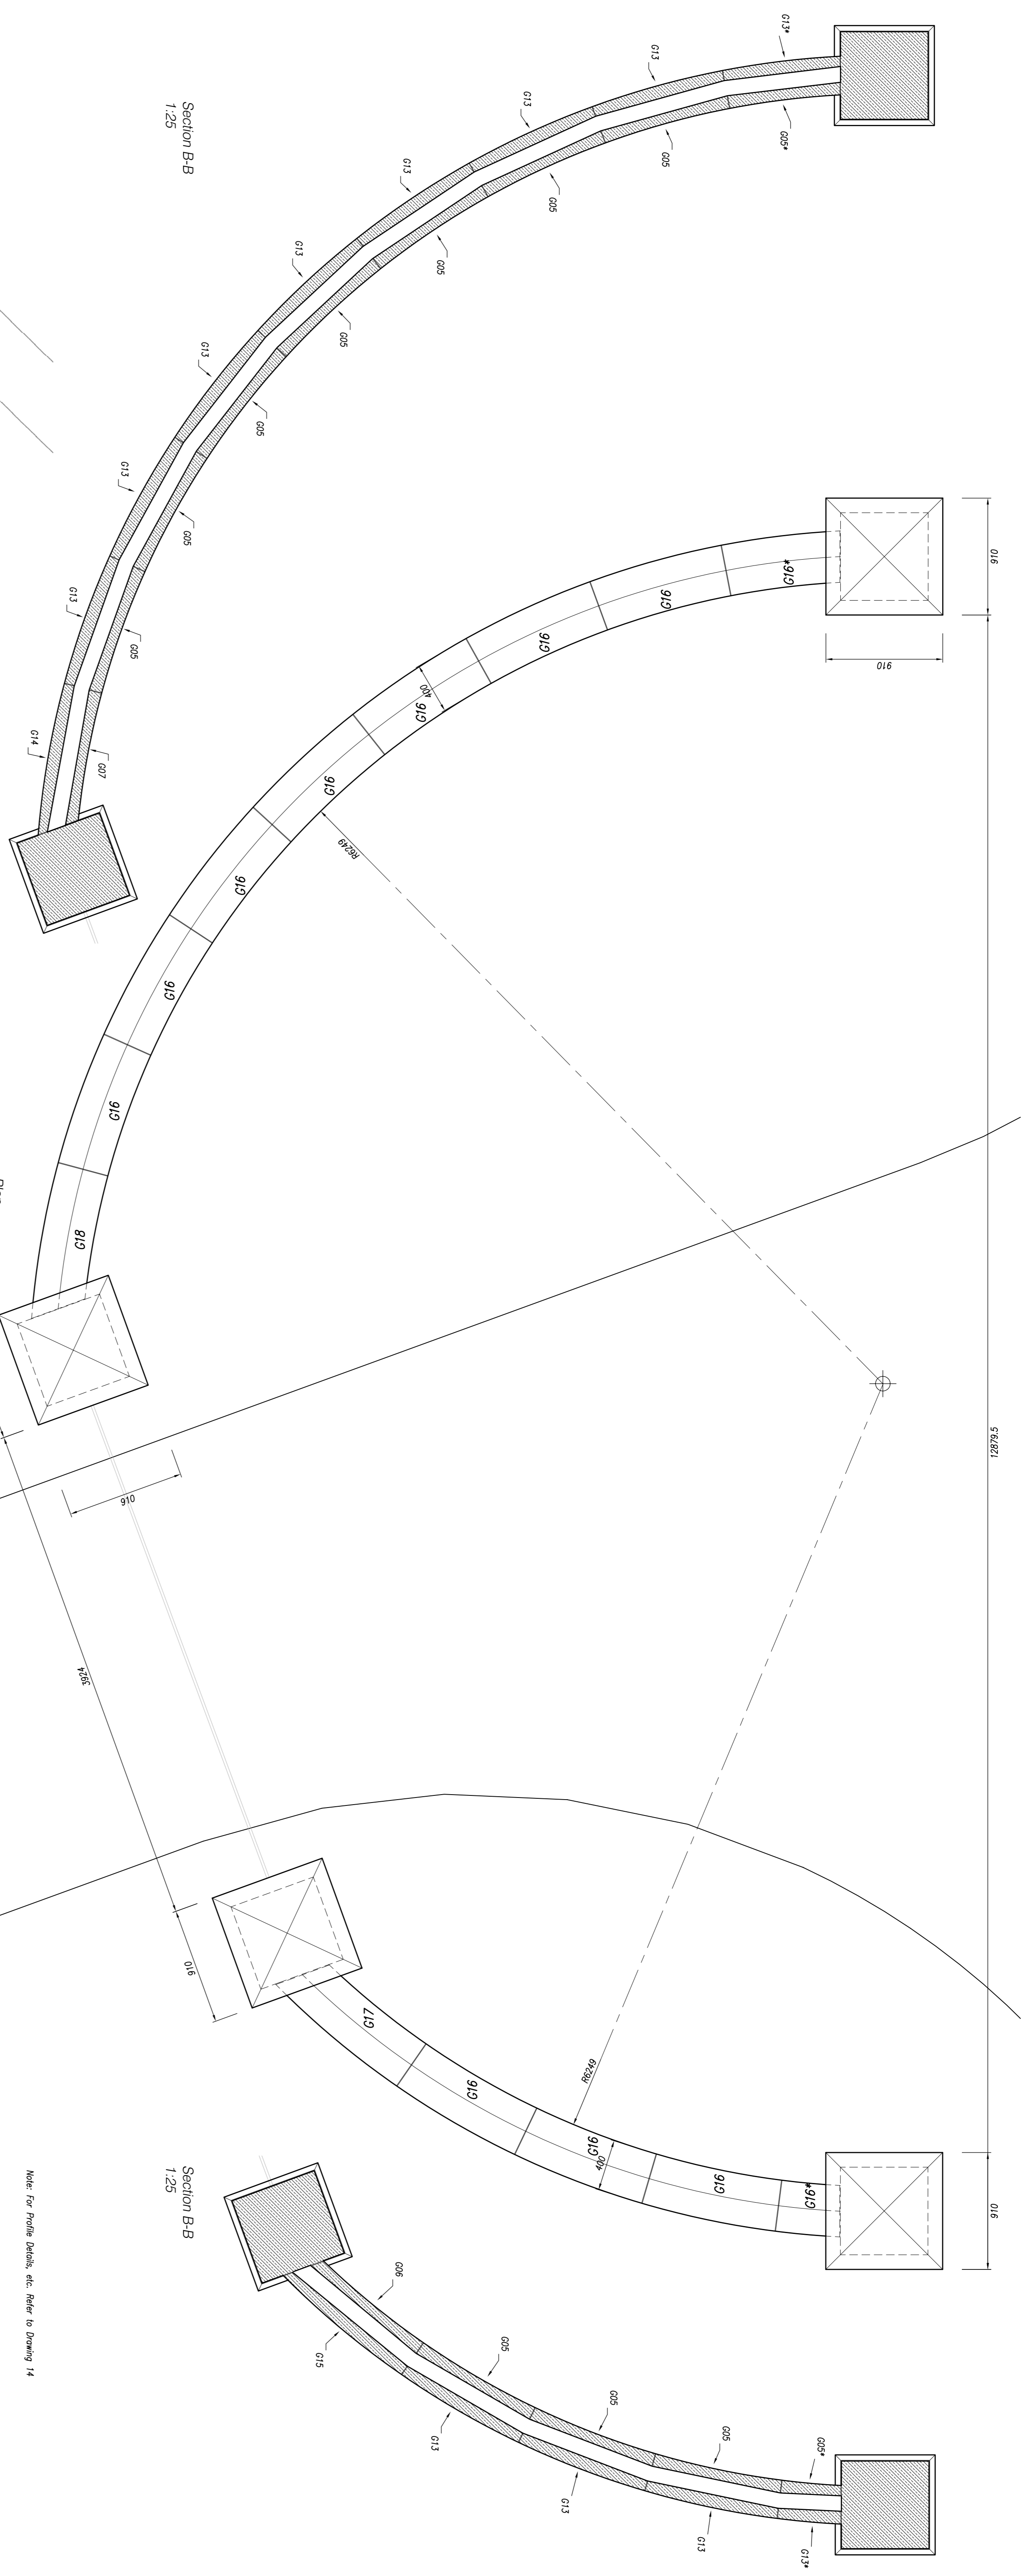 G13*
G13
G13
G13
G13
G13
G13
G13
G14
G05*
G05
G05
G05
G05
G05
G05
G05
G07
Section B-B
1:25
910
910
G16*
G16
G16
G16
400
G16
G16
G16
G16
G18
R6249
12879.5
910
3924
910
910
G17
G16
G16
400
G16
G16*
R6249
Section B-B
1:25
G06
G05
G05
G05
G05*
G15
G13
G13
G13
G13*
Note: For Profile Details, etc. Refer to Drawing 14